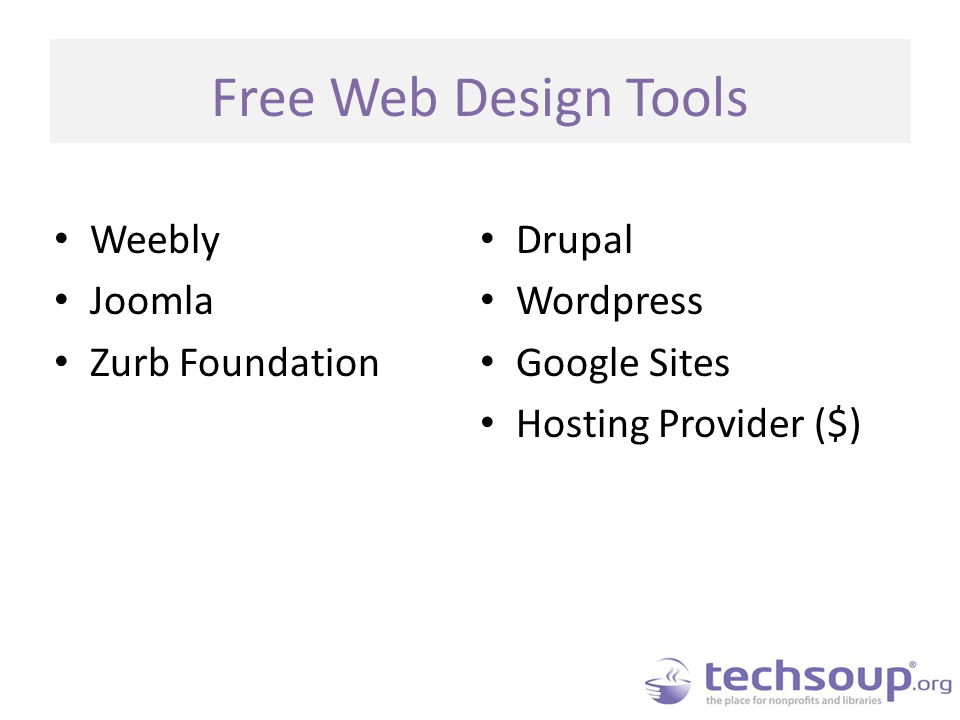 Free Web Design Tools
• Weebly
• Joomla
• Zurb Foundation
• Drupal
• Wordpress
• Google Sites
• Hosting Provider ($)
techsoup®.org
the place for nonprofits and libraries